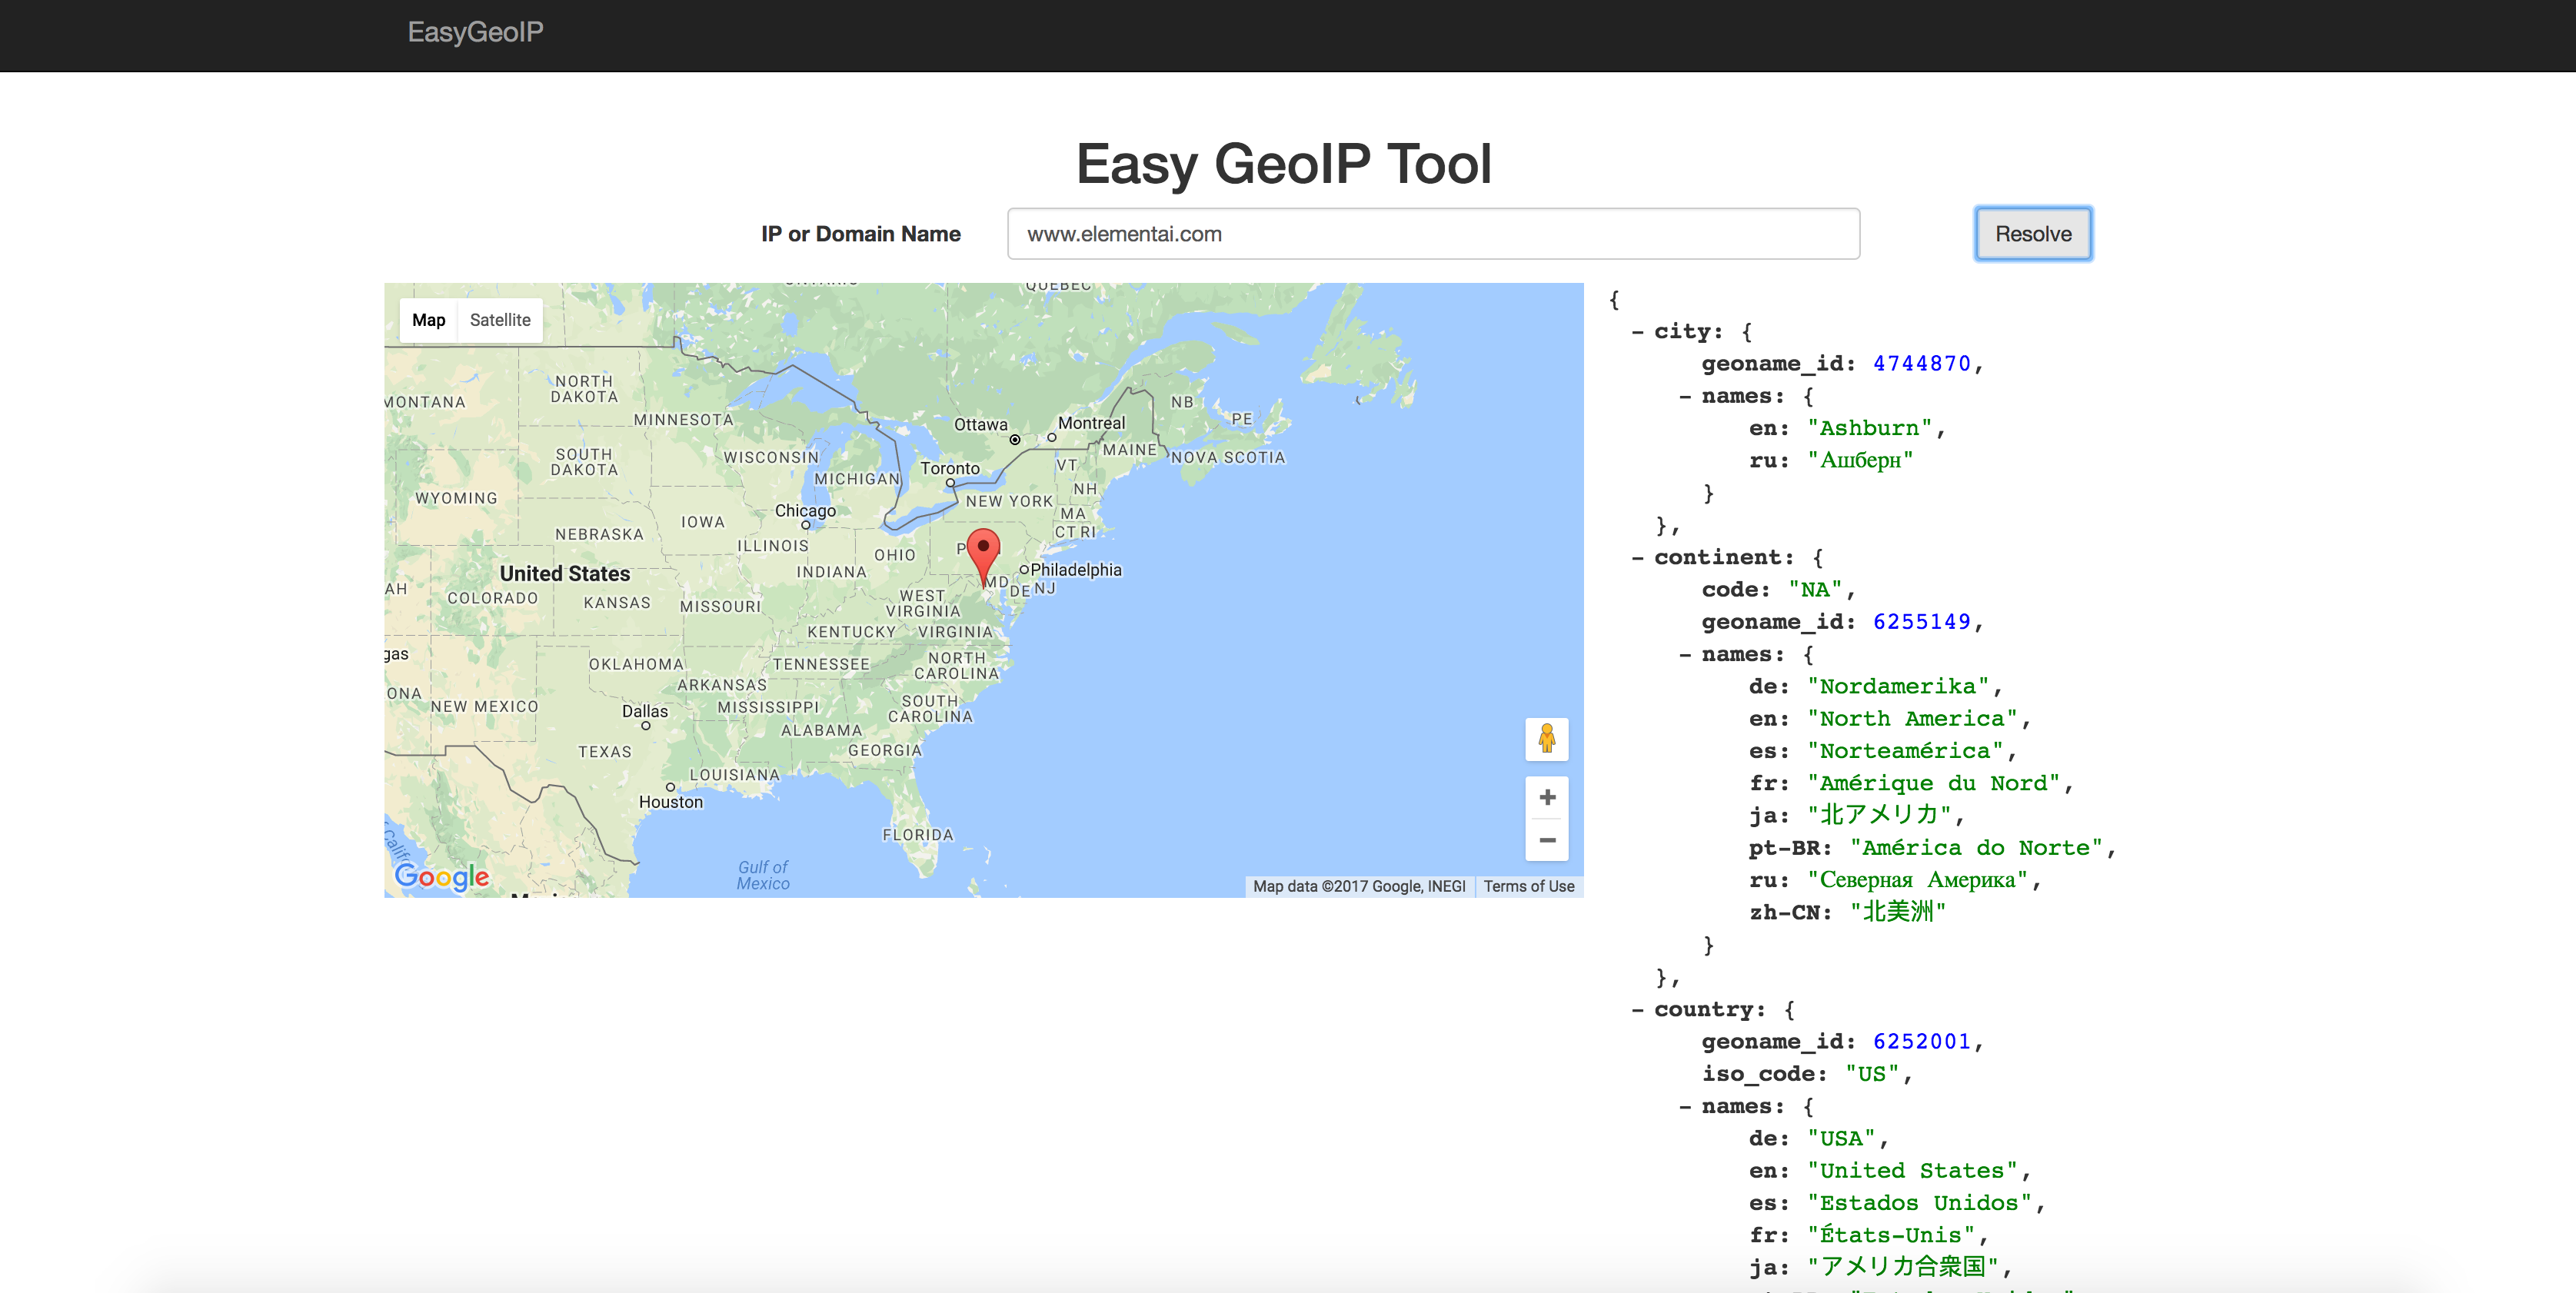 EasyGeoIP
Easy GeoIP Tool
IP or Domain Name
www.elementai.com
Resolve
Map Satellite
QUEBEC
NORTH
DAKOTA
MONTANA
MINNESOTA
Ottawa
Montreal
NB
PE
MAINE
NOVA SCOTIA
VT
SOUTH
DAKOTA
WISCONSIN
MICHIGAN
Toronto
NH
WYOMING
NEW YORK
MA
CT RI
Chicago
IOWA
NEBRASKA
ILLINOIS
OHIO
INDIANA
Philadelphia
MD
DE NJ
United States
COLORADO
KANSAS
MISSOURI
WEST
VIRGINIA
KENTUCKY
VIRGINIA
OKLAHOMA
TENNESSEE
NORTH
CAROLINA
ARKANSAS
NEW MEXICO
MISSISSIPPI
SOUTH
CAROLINA
Dallas
ALABAMA
TEXAS
GEORGIA
LOUISIANA
Houston
FLORIDA
Gulf of
Mexico
Google
Map data ©2017 Google, INEGI
Terms of Use
{
– city: {
geoname_id: 4744870,
– names: {
en: "Ashburn",
ru: "Ашберн"
}
},
– continent: {
code: "NA",
geoname_id: 6255149,
– names: {
de: "Nordamerika",
en: "North America",
es: "Norteamérica",
fr: "Amérique du Nord",
ja: "北アメリカ",
pt-BR: "América do Norte",
ru: "Северная Америка",
zh-CN: "北美洲"
}
},
– country: {
geoname_id: 6252001,
iso_code: "US",
– names: {
de: "USA",
en: "United States",
es: "Estados Unidos",
fr: "États-Unis",
ja: "アメリカ合衆国",